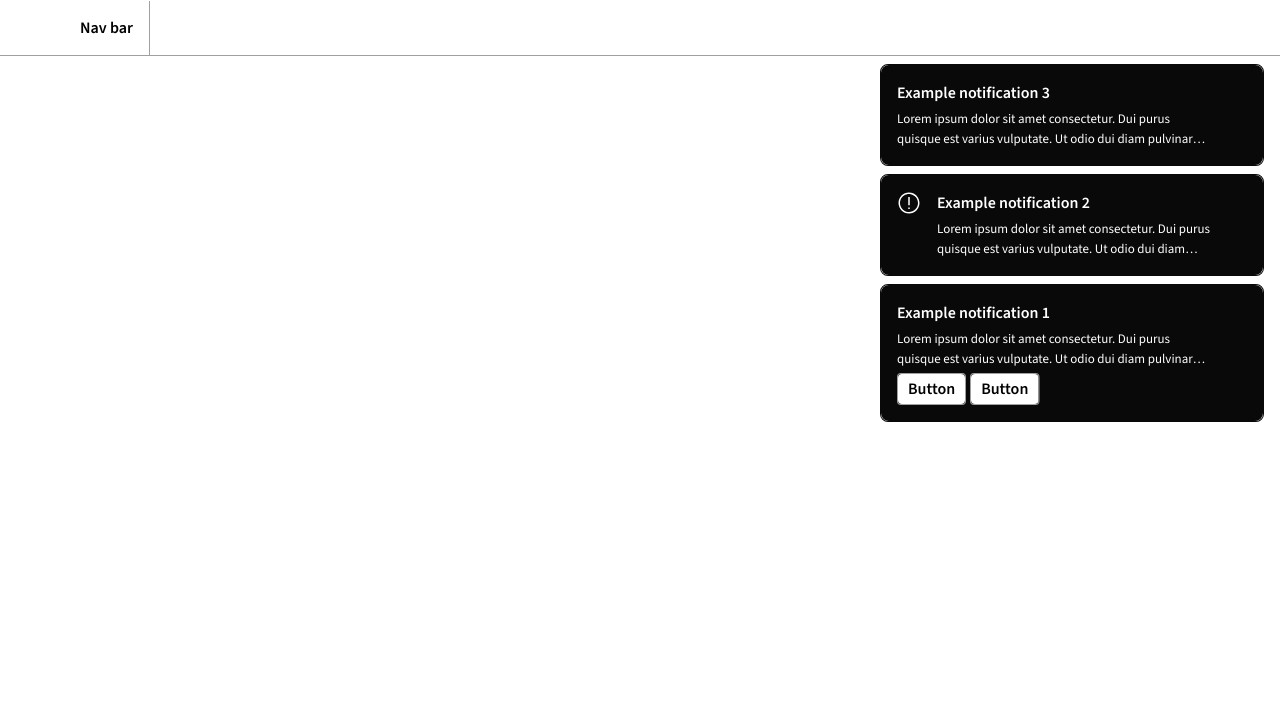 Nav bar
Example notification 3
Lorem ipsum dolor sit amet consectetur. Dui purus
quisque est varius vulputate. Ut odio dui diam pulvinar…
Example notification 2
Lorem ipsum dolor sit amet consectetur. Dui purus
quisque est varius vulputate. Ut odio dui diam…
Example notification 1
Lorem ipsum dolor sit amet consectetur. Dui purus
quisque est varius vulputate. Ut odio dui diam pulvinar…
Button Button